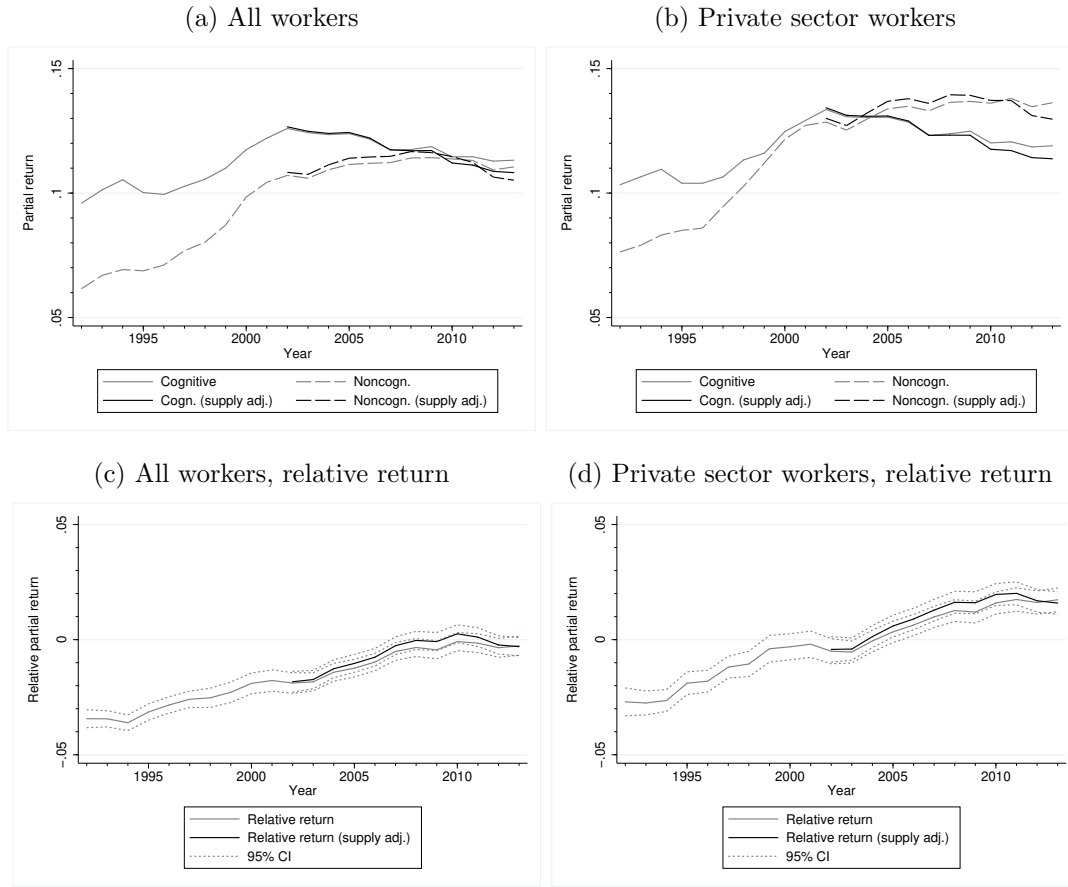 (a) All workers
(b) Private sector workers
.15
.1
.05
Partial return
1995 2000 2005 2010
Year
Cognitive Noncogn.
Cogn. (supply adj.) Noncogn. (supply adj.)
.15
.1
.05
Partial return
1995 2000 2005 2010
Year
Cognitive Noncogn.
Cogn. (supply adj.) Noncogn. (supply adj.)
(c) All workers, relative return
(d) Private sector workers, relative return
.05
0
-.05
Relative partial return
1995 2000 2005 2010
Year
Relative return
Relative return (supply adj.)
95% CI
.05
0
-.05
Relative partial return
1995 2000 2005 2010
Year
Relative return
Relative return (supply adj.)
95% CI